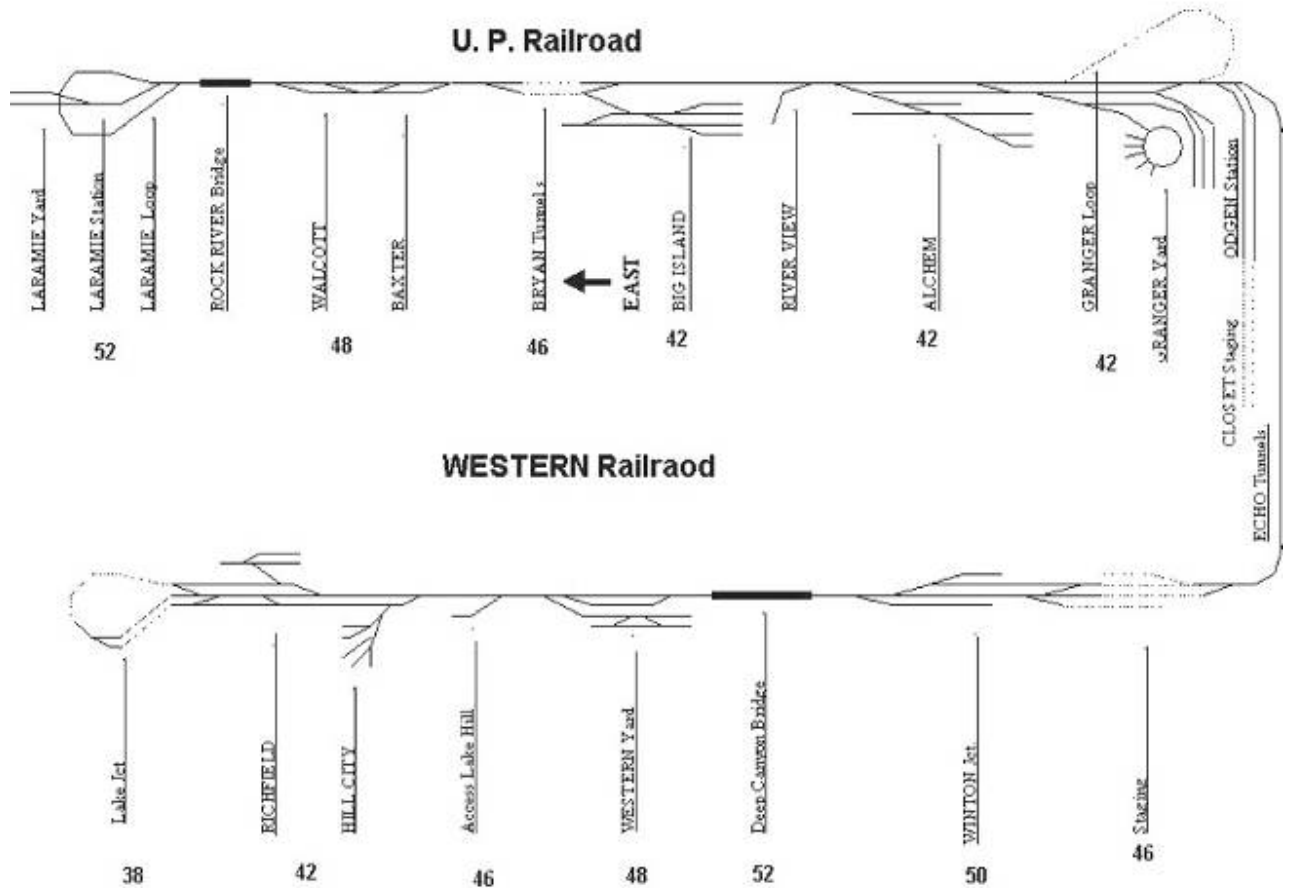 U. P. Railroad
LARAMIE Yard
LARAMIE Station
LARAMIE Loop
ROCK RIVER Bridge
WALCOTT
BAXTER
BRYAN Tunnels
EAST
BIG ISLAND
RIVER VIEW
ALCHEM
GRANGER Loop
GRANGER Yard
ODGEN Station
52
48
46
42
42
42
CLOSET Staging
ECHO Tunnels
WESTERN Railraod
Lake Jct.
RICHFIELD
HILL CITY
Access Lake Hill
WESTERN Yard
Deep Canyon Bridge
WINTON Jct.
Staging
38
42
46
48
52
50
46